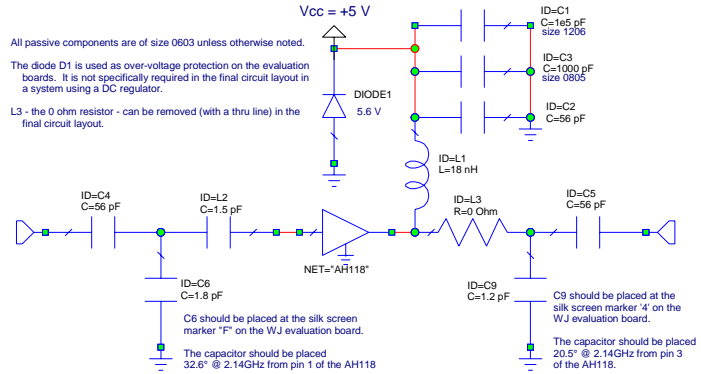 Vcc = +5 V
All passive components are of size 0603 unless otherwise noted.
The diode D1 is used as over-voltage protection on the evaluation
boards. It is not specifically required in the final circuit layout in
a system using a DC regulator.
L3 - the 0 ohm resistor - can be removed (with a thru line) in the
final circuit layout.
DIODE1
5.6 V
ID=C1
C=1e5 pF
size 1206
ID=C3
C=1000 pF
size 0805
ID=C2
C=56 pF
ID=L1
L=18 nH
ID=C4
C=56 pF
ID=L2
C=1.5 pF
NET="AH118"
ID=L3
R=0 Ohm
ID=C5
C=56 pF
ID=C6
C=1.8 pF
C6 should be placed at the silk screen
marker "F" on the WJ evaluation board.
The capacitor should be placed
32.6° @ 2.14GHz from pin 1 of the AH118
ID=C9
C=1.2 pF
C9 should be placed at the
silk screen marker '4' on the
WJ evaluation board.
The capacitor should be placed
20.5° @ 2.14GHz from pin 3
of the AH118.